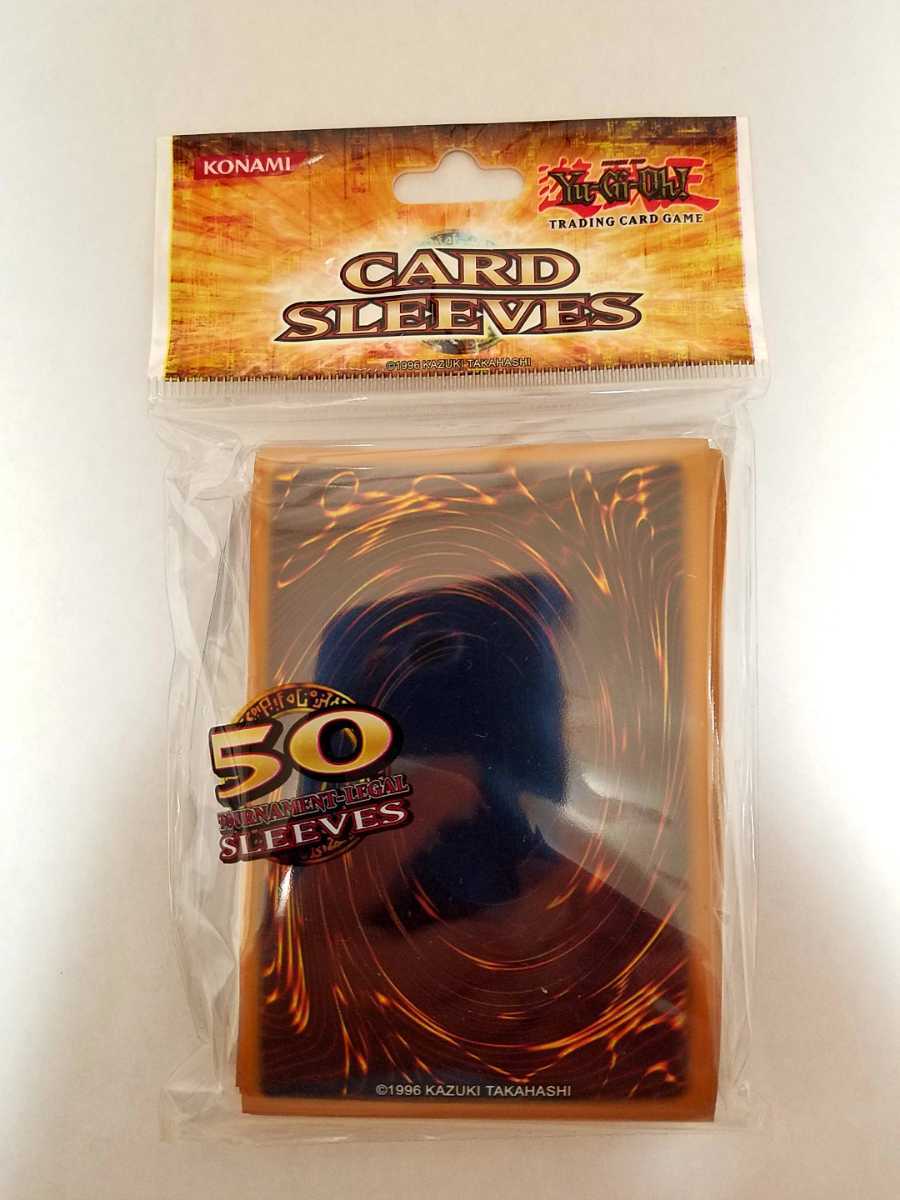 KONAMI
Yu-Gi-Oh!
TRADING CARD GAME
CARD
SLEEVES
©1996 KAZUKI TAKAHASHI
50
TOURNAMENT-LEGAL
SLEEVES
©1996 KAZUKI TAKAHASHI